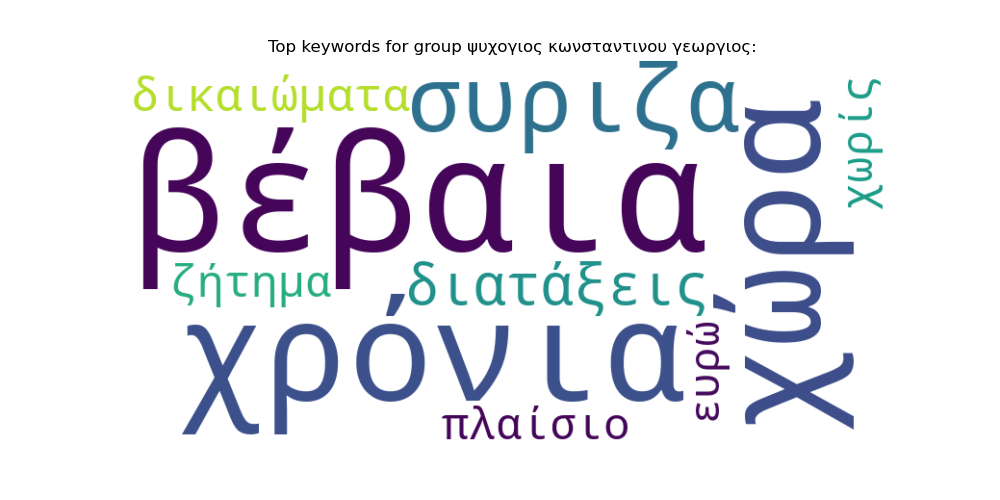 Top keywords for group ψυχογιος κωνσταντινου γεωργιος:
δικαιώματα
συριζα
χωρίς
βέβαια
χώρα
ζήτημα
διατάξεις
χρόνια
ευρώ
πλαίσιο